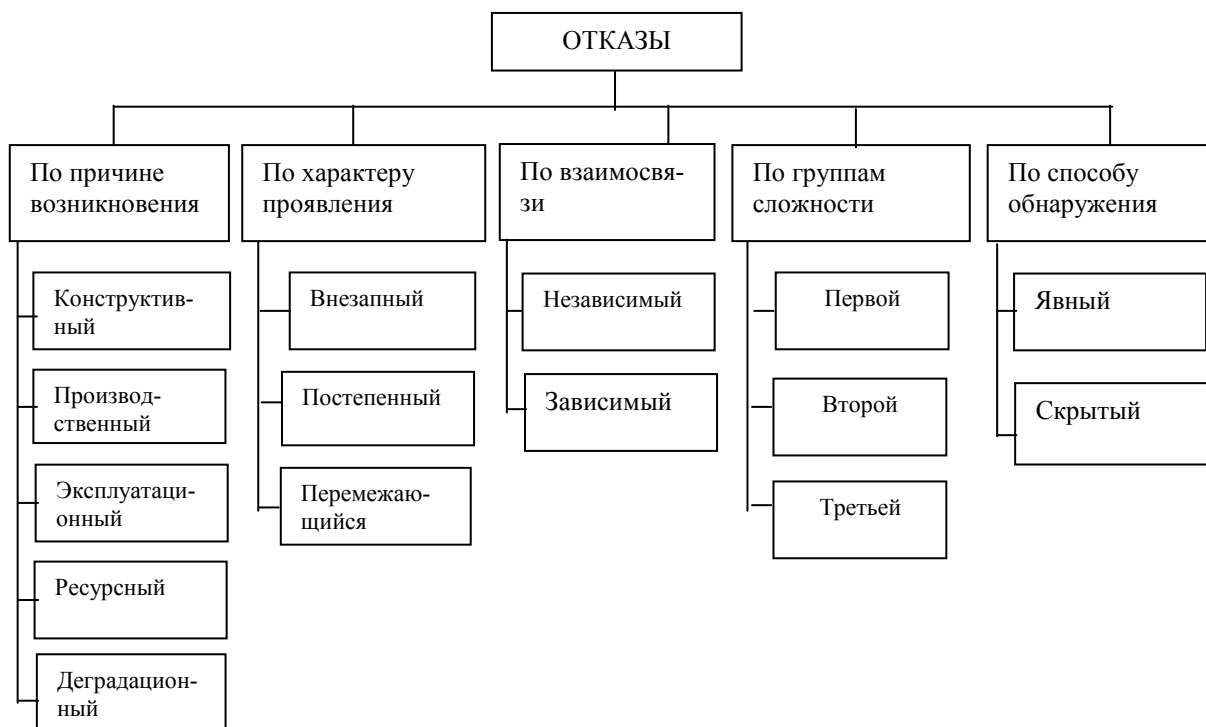 ОТКАЗЫ
По причине
возникновения
По характеру
проявления
По взаимосвя-
зи
По группам
сложности
По способу
обнаружения
Конструктив-
ный
Производ-
ственный
Эксплуатаци-
онный
Ресурсный
Деградацион-
ный
Внезапный
Постепенный
Перемежаю-
щийся
Независимый
Зависимый
Первой
Второй
Третьей
Явный
Скрытый